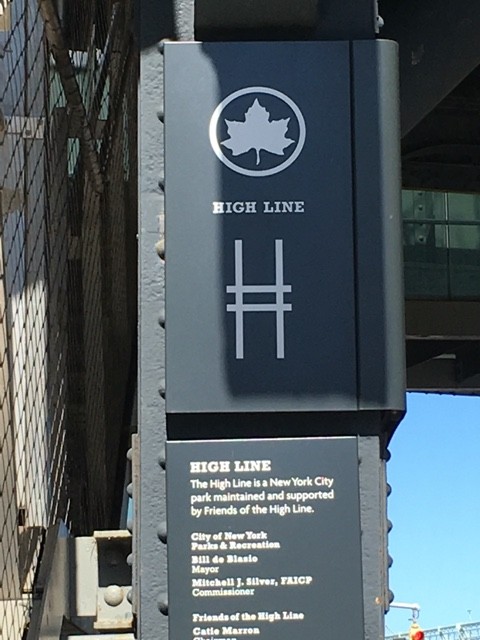 HIGH LINE
HIGH LINE
The High Line is a New York City
park maintained and supported
by Friends of the High Line.
City of New York
Parks & Recreation
Bill de Blasio
Mayor
Mitchell J. Silver, FAICP
Commissioner
Friends of the High Line
Catie Marron